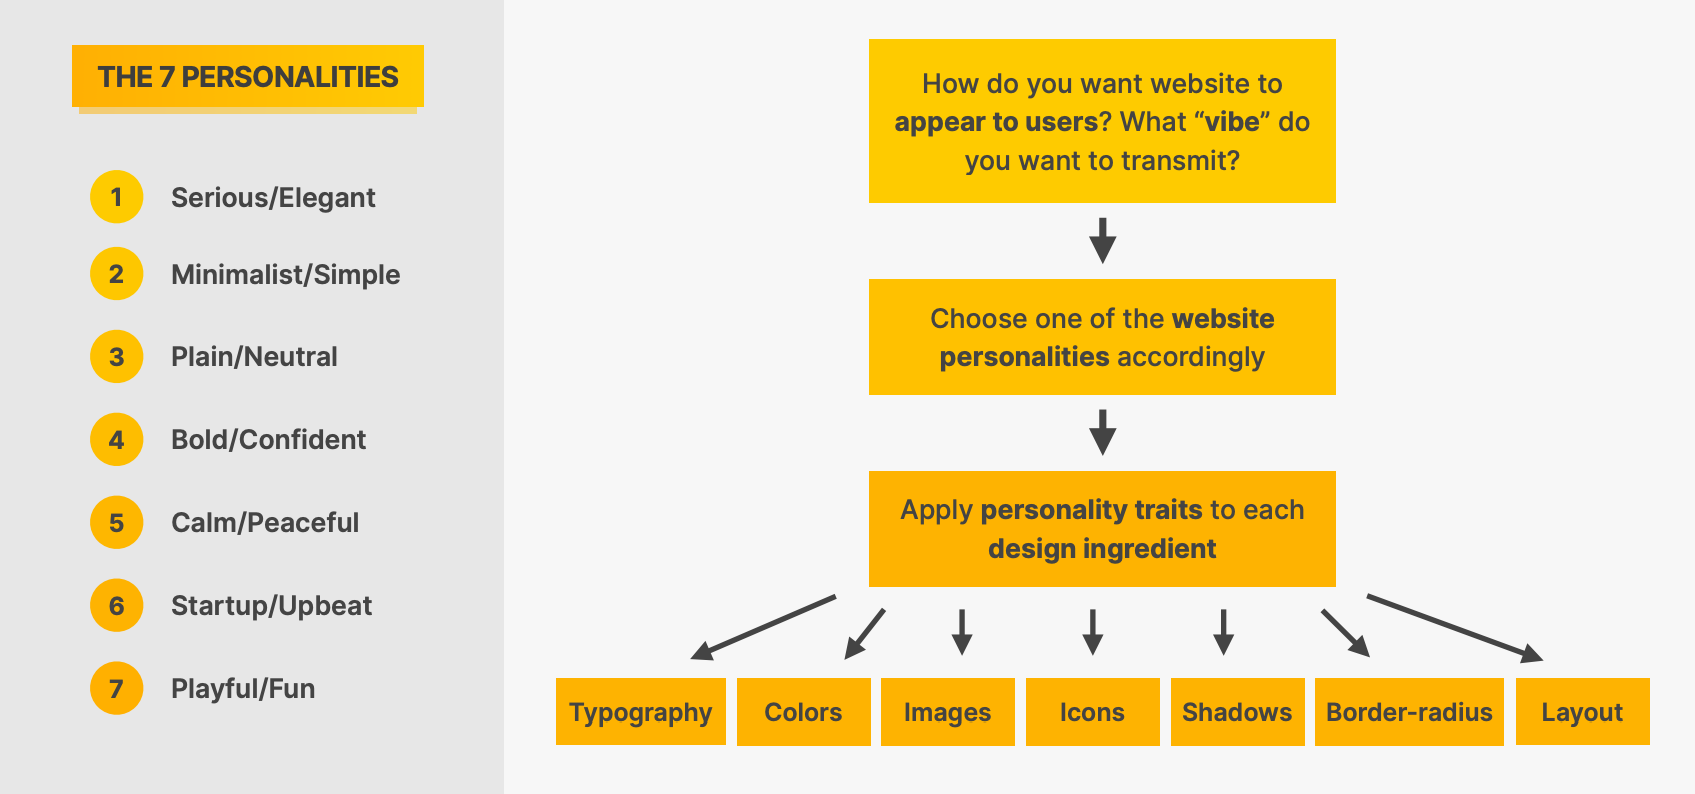 THE 7 PERSONALITIES
1 Serious/Elegant
2 Minimalist/Simple
3 Plain/Neutral
4 Bold/Confident
5 Calm/Peaceful
6 Startup/Upbeat
7 Playful/Fun
How do you want website to
appear to users? What “vibe” do
you want to transmit?
Choose one of the website
personalities accordingly
Apply personality traits to each
design ingredient
Typography
Colors
Images
Icons
Shadows
Border-radius
Layout